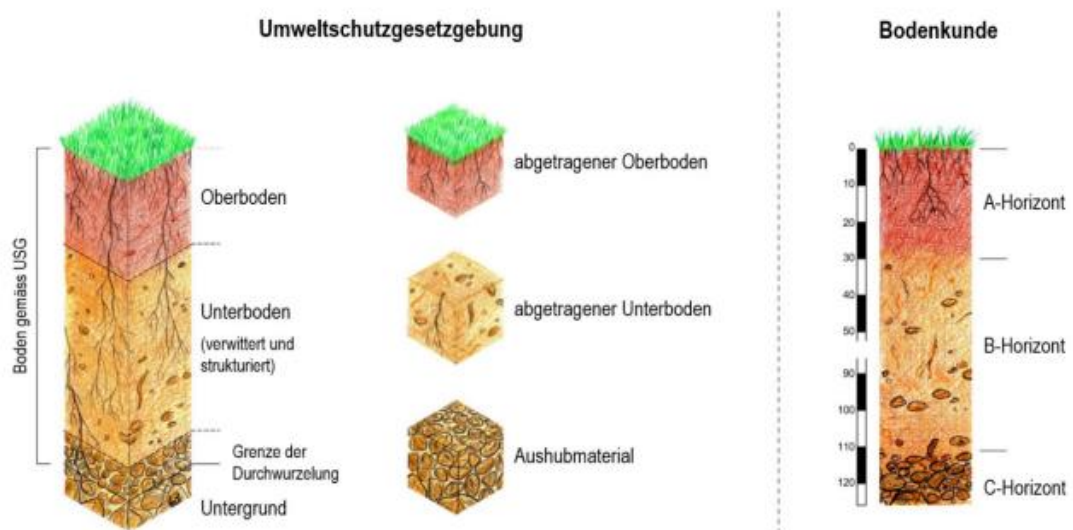 Umweltschutzgesetzgebung
Boden gemäss USG
Oberboden
Unterboden
(verwittert und
strukturiert)
Grenze der
Durchwurzelung
Untergrund
abgetragener Oberboden
abgetragener Unterboden
Aushubmaterial
Bodenkunde
0
10
20
30
40
50
90
100
110
120
A-Horizont
B-Horizont
C-Horizont